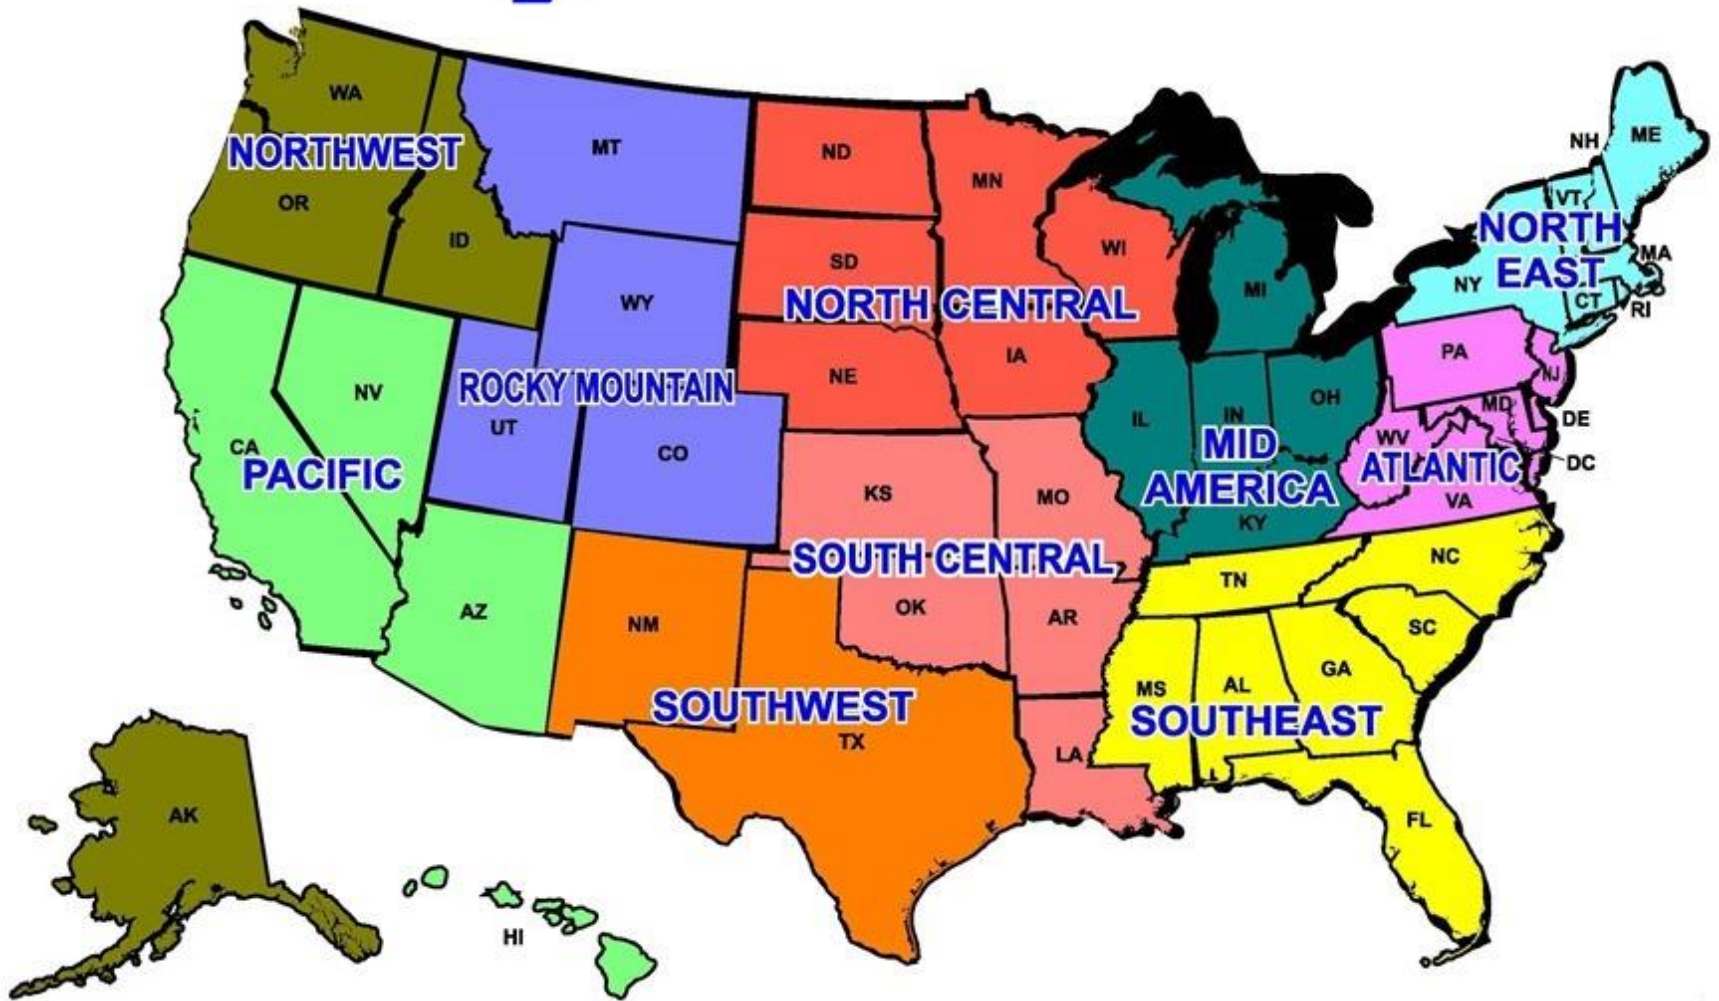 WA
NORTHWEST
OR
ID
MT
WY
ROCKY MOUNTAIN
UT
CO
NV
CA
PACIFIC
AZ
ND
MN
SD
WI
NORTH CENTRAL
NE
IA
KS
MO
SOUTH CENTRAL
OK
AR
LA
NM
SOUTHWEST
TX
MI
IL
IN
OH
MID
AMERICA
KY
NH
ME
VT
NORTH
EAST
MA
NY
CT
RI
PA
NJ
MD
DE
WV
ATLANTIC
DC
VA
NC
TN
SC
GA
MS
AL
SOUTHEAST
FL
AK
HI